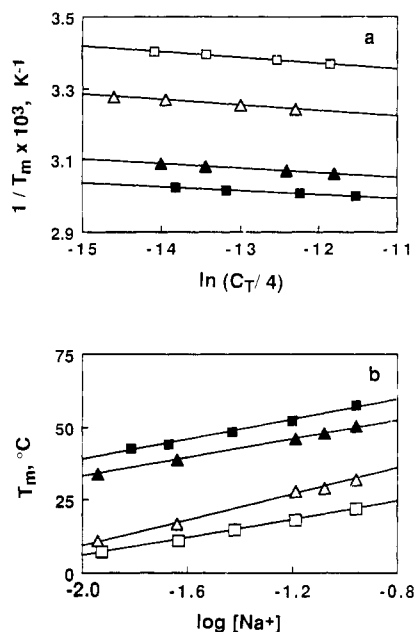 a
3.5
3.3
3.1
2.9
1 / Tm x 10³, K⁻¹
-15 -14 -13 -12 -11
ln (CT/ 4)
b
75
50
25
0
Tm, °C
-2.0 -1.6 -1.2 -0.8
log [Na⁺]